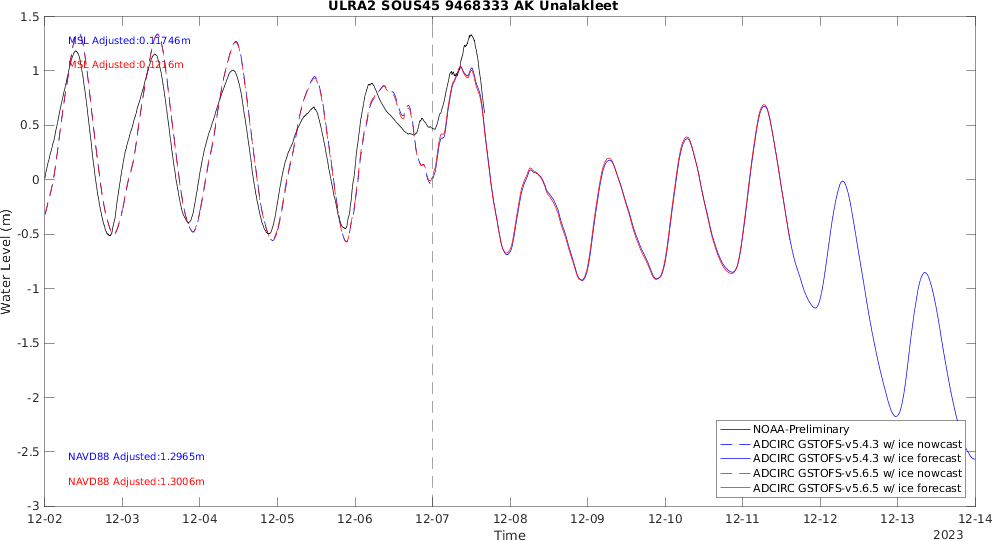 ULRA2 SOUS45 9468333 AK Unalakleet
1.5
1
0.5
0
-0.5
-1
-1.5
-2
-2.5
-3
Water Level (m)
MSL Adjusted:0.11746m
MSL Adjusted:0.1216m
NAVD88 Adjusted:1.2965m
NAVD88 Adjusted:1.3006m
NOAA-Preliminary
ADCIRC GSTOFS-v5.4.3 w/ ice nowcast
ADCIRC GSTOFS-v5.4.3 w/ ice forecast
ADCIRC GSTOFS-v5.6.5 w/ ice nowcast
ADCIRC GSTOFS-v5.6.5 w/ ice forecast
12-02 12-03 12-04 12-05 12-06 12-07 12-08 12-09 12-10 12-11 12-12 12-13 12-14
Time
2023